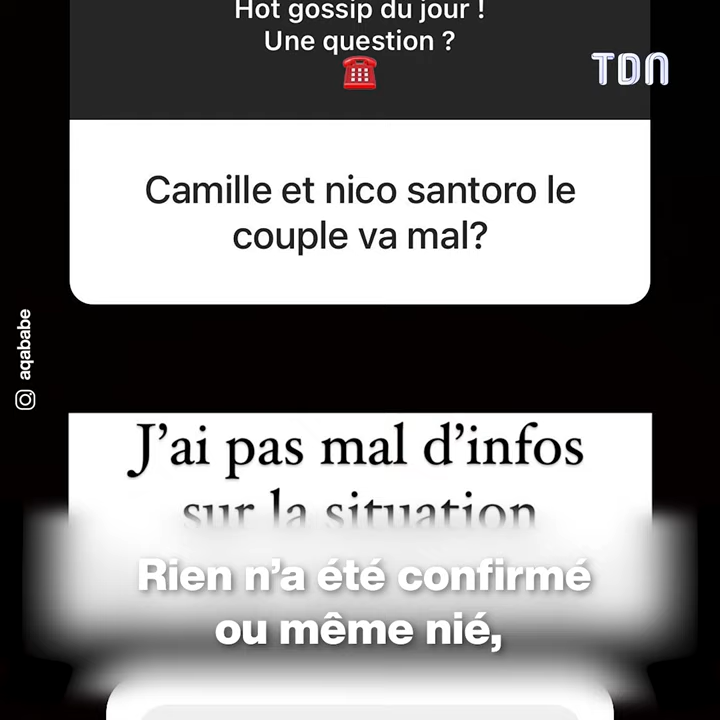 Hot gossip du jour !
Une question ?
TDN
Camille et nico santoro le
couple va mal?
aqababe
J'ai pas mal d'infos
sur la situation
Rien n'a été confirmé
ou même nié,